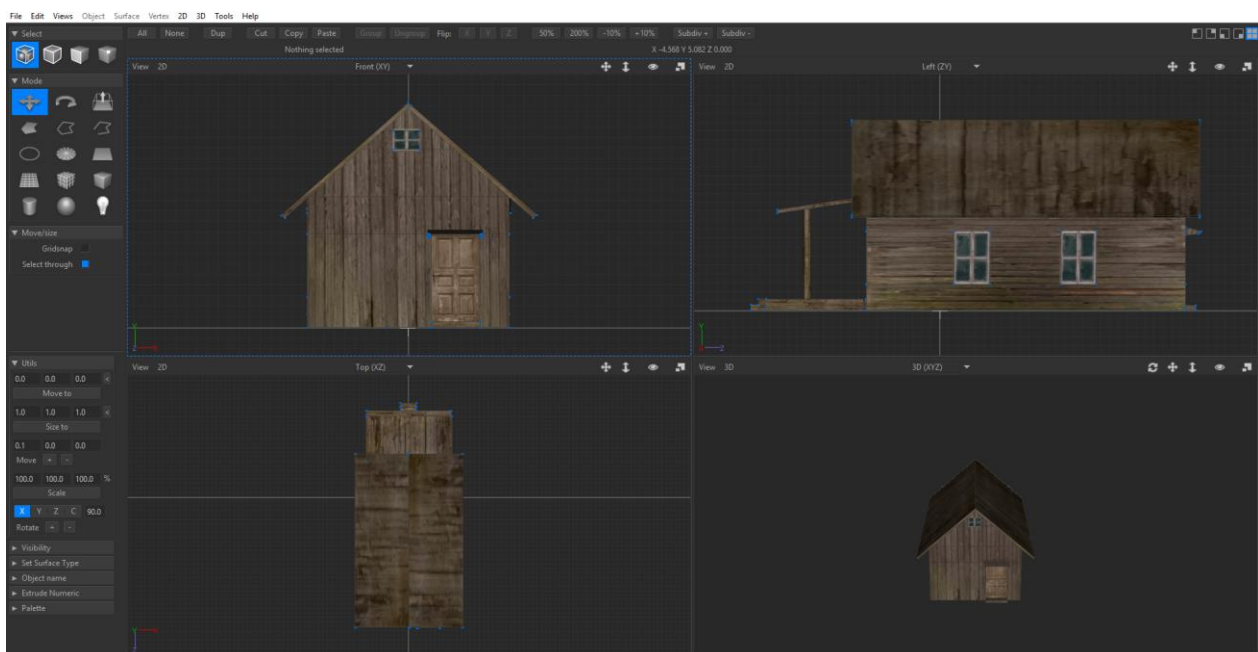 File Edit Views Object Surface Vertex 2D 3D Tools Help
Select
All None Dup Cut Copy Paste Group Ungroup Flip: X Y Z 50% 200% -10% +10% Subdiv + Subdiv -
Nothing selected
X -4.568 Y 5.082 Z 0.000
View 2D Front (XY)
View 2D Left (ZY)
Mode
Move/size
Gridsnap
Select through
Y
X
Y
Z
Utils
View 2D Top (XZ)
View 3D 3D (XYZ)
0.0 0.0 0.0 <
Move to
1.0 1.0 1.0 <
Size to
0.1 0.0 0.0
Move + -
100.0 100.0 100.0 %
Scale
X Y Z C 90.0
Rotate + -
Visibility
Set Surface Type
Object name
Extrude Numeric
Palette
X
Z